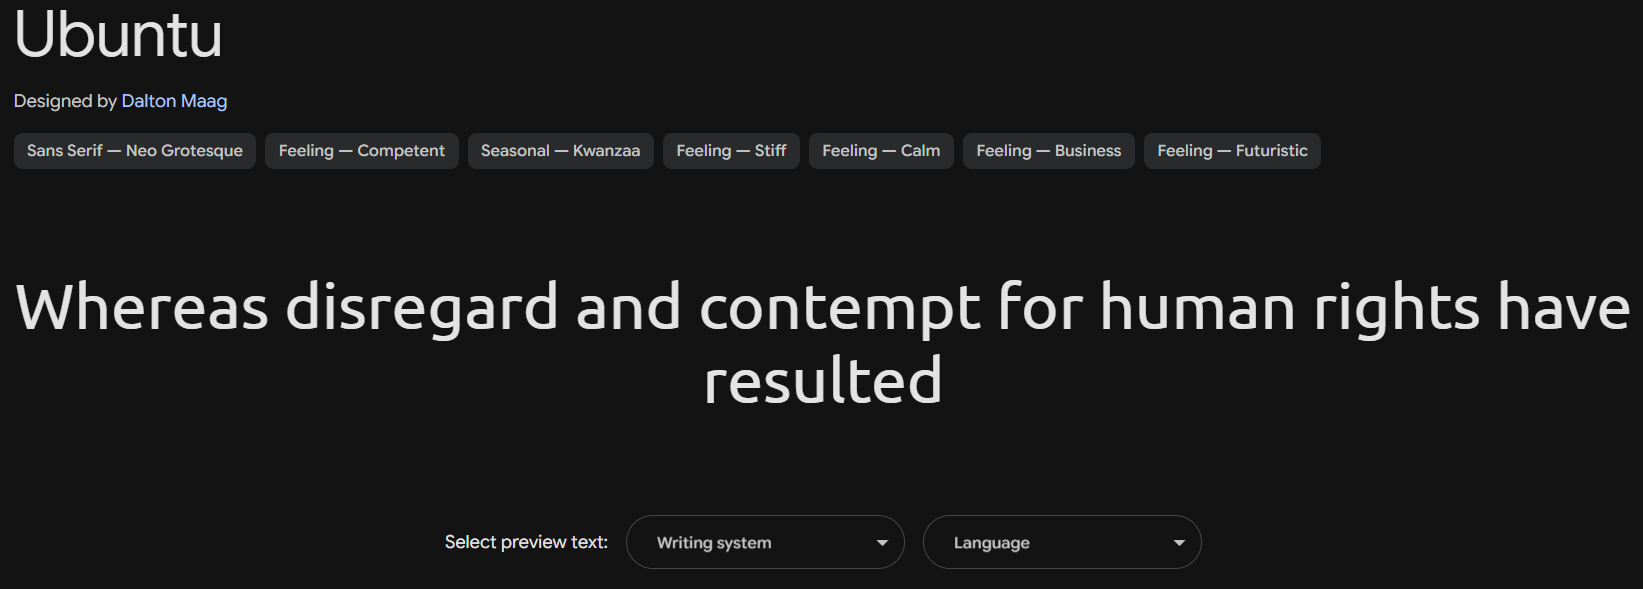 Ubuntu
Designed by Dalton Maag
Sans Serif — Neo Grotesque Feeling — Competent Seasonal — Kwanzaa Feeling — Stiff Feeling — Calm Feeling — Business Feeling — Futuristic
Whereas disregard and contempt for human rights have
resulted
Select preview text: Writing system Language